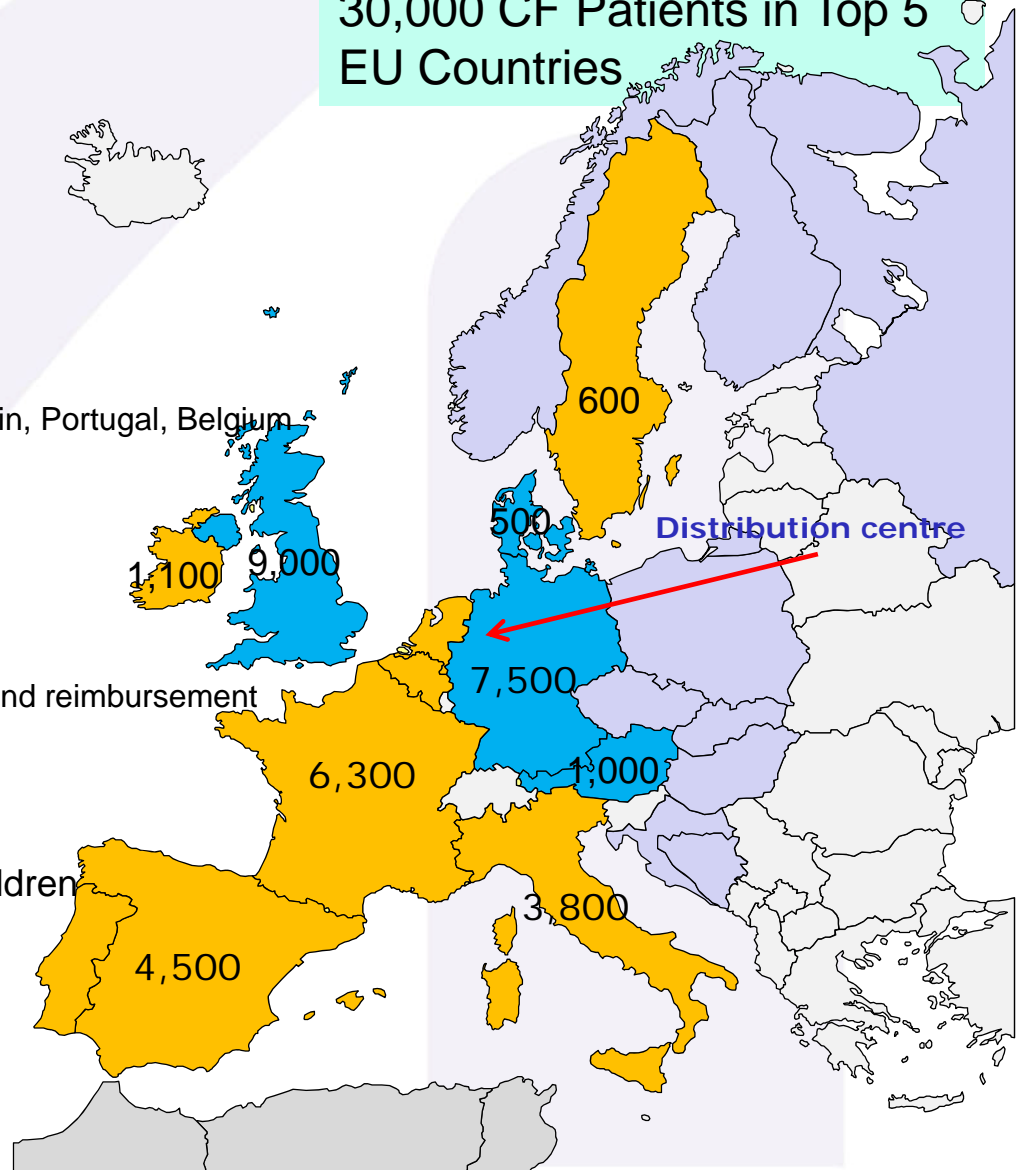 30,000 CF Patients in Top 5
EU Countries
600
in, Portugal, Belgium
500
Distribution centre
1,100
9,000
7,500
nd reimbursement
6,300
1,000
ldren
3,800
4,500